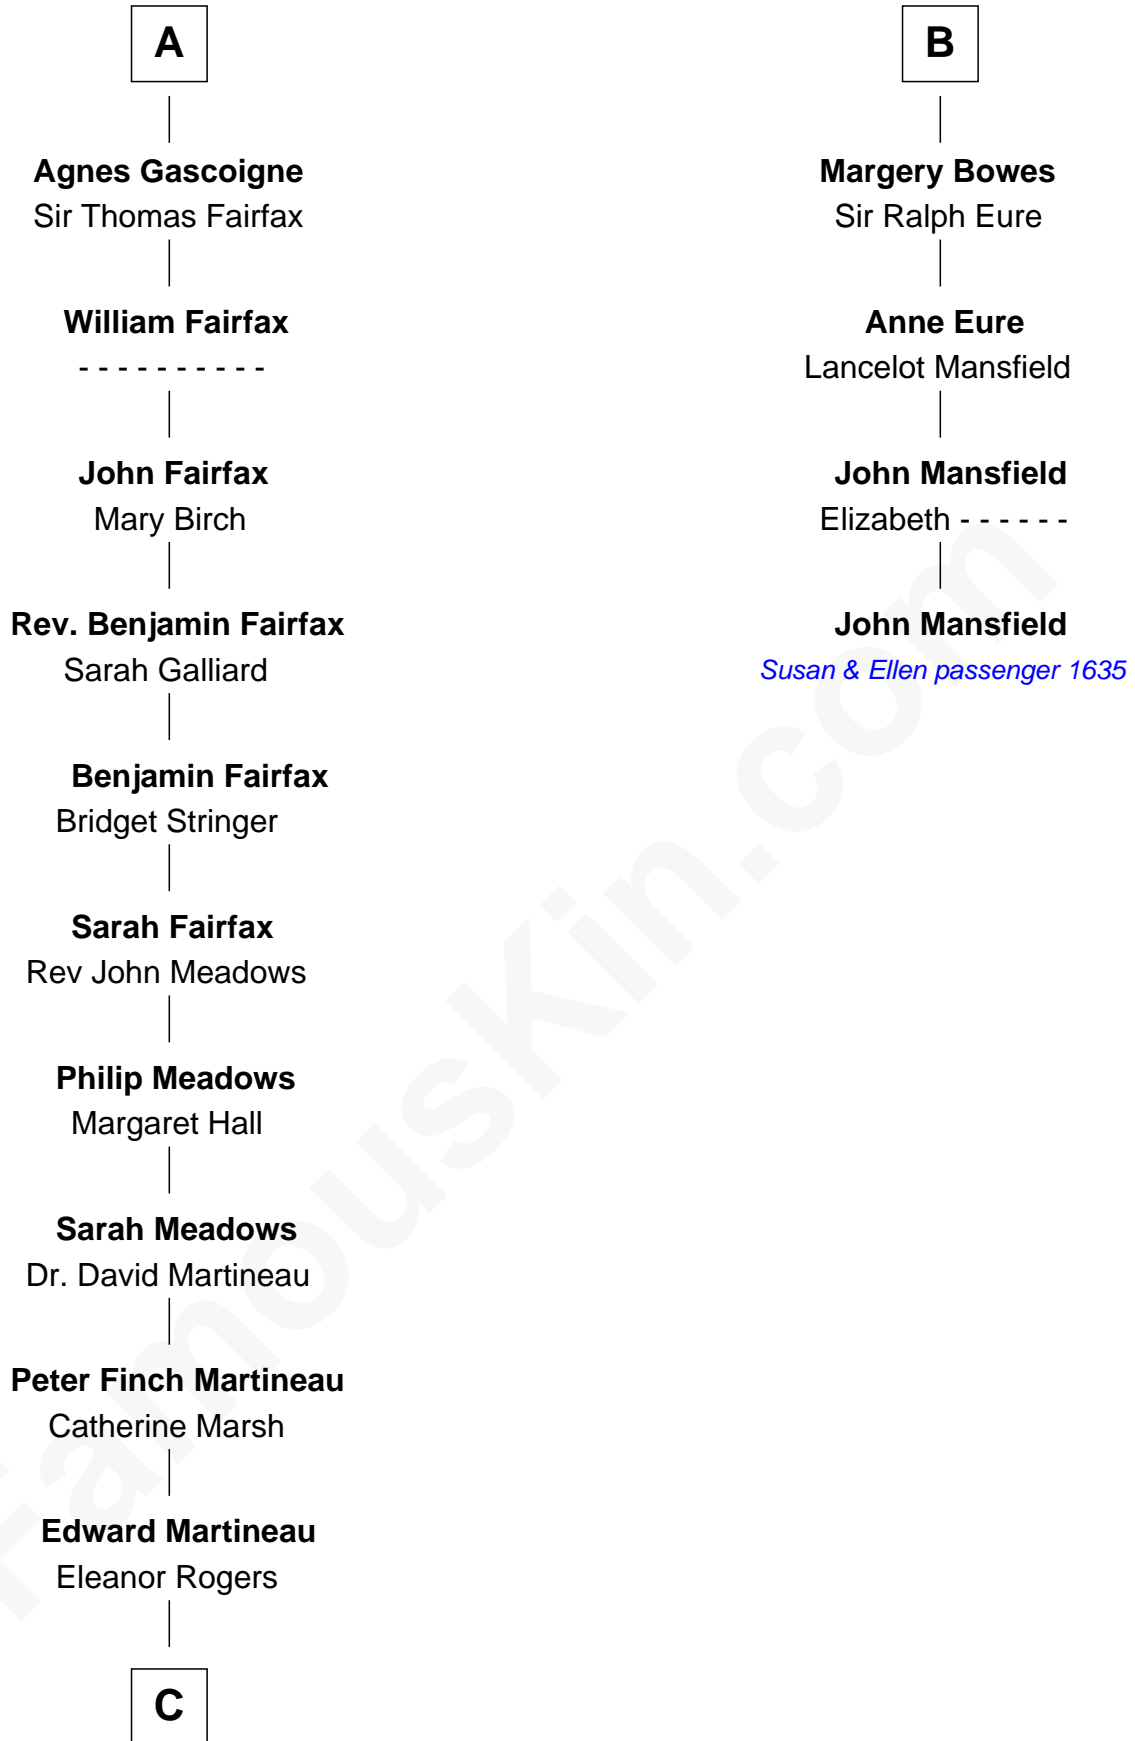 A
Agnes Gascoigne
Sir Thomas Fairfax
William Fairfax
- - - - - - - - - -
John Fairfax
Mary Birch
Rev. Benjamin Fairfax
Sarah Galliard
Benjamin Fairfax
Bridget Stringer
Sarah Fairfax
Rev John Meadows
Philip Meadows
Margaret Hall
Sarah Meadows
Dr. David Martineau
Peter Finch Martineau
Catherine Marsh
Edward Martineau
Eleanor Rogers
C
B
Margery Bowes
Sir Ralph Eure
Anne Eure
Lancelot Mansfield
John Mansfield
Elizabeth - - - - - -
John Mansfield
Susan & Ellen passenger 1635
FamousKin.com